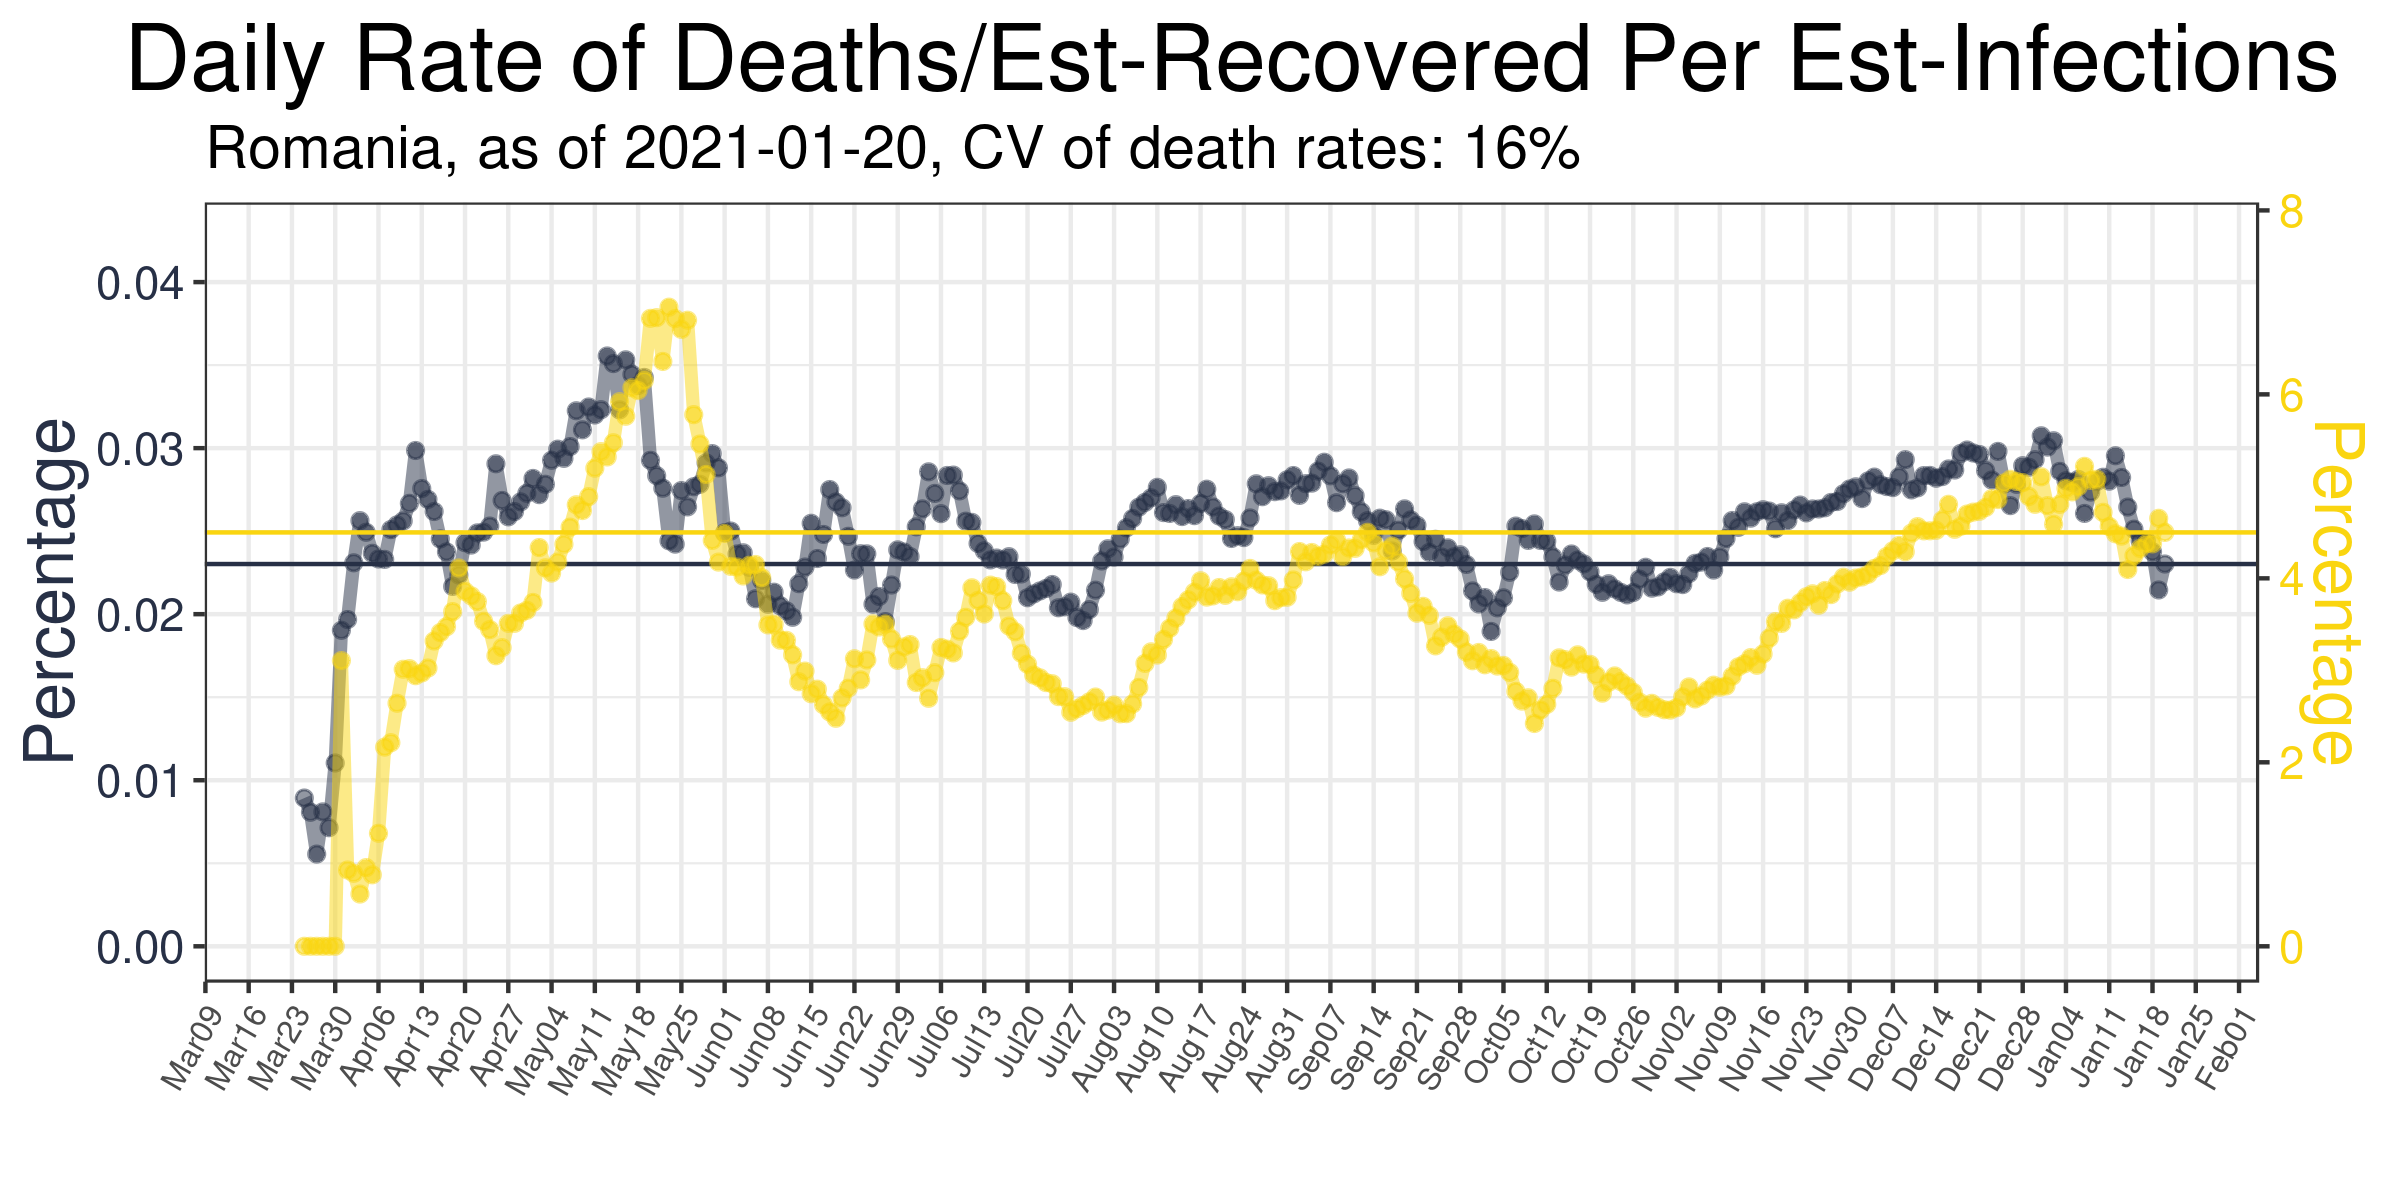 Daily Rate of Deaths/Est-Recovered Per Est-Infections
Romania, as of 2021-01-20, CV of death rates: 16%
Percentage
0.04
0.03
0.02
0.01
0.00
8
6
4
2
0
Percentage
Mar09 Mar16 Mar23 Mar30 Apr06 Apr13 Apr20 Apr27 May04 May11 May18 May25 Jun01 Jun08 Jun15 Jun22 Jun29 Jul06 Jul13 Jul20 Jul27 Aug03 Aug10 Aug17 Aug24 Aug31 Sep07 Sep14 Sep21 Sep28 Oct05 Oct12 Oct19 Oct26 Nov02 Nov09 Nov16 Nov23 Nov30 Dec07 Dec14 Dec21 Dec28 Jan04 Jan11 Jan18 Jan25 Feb01